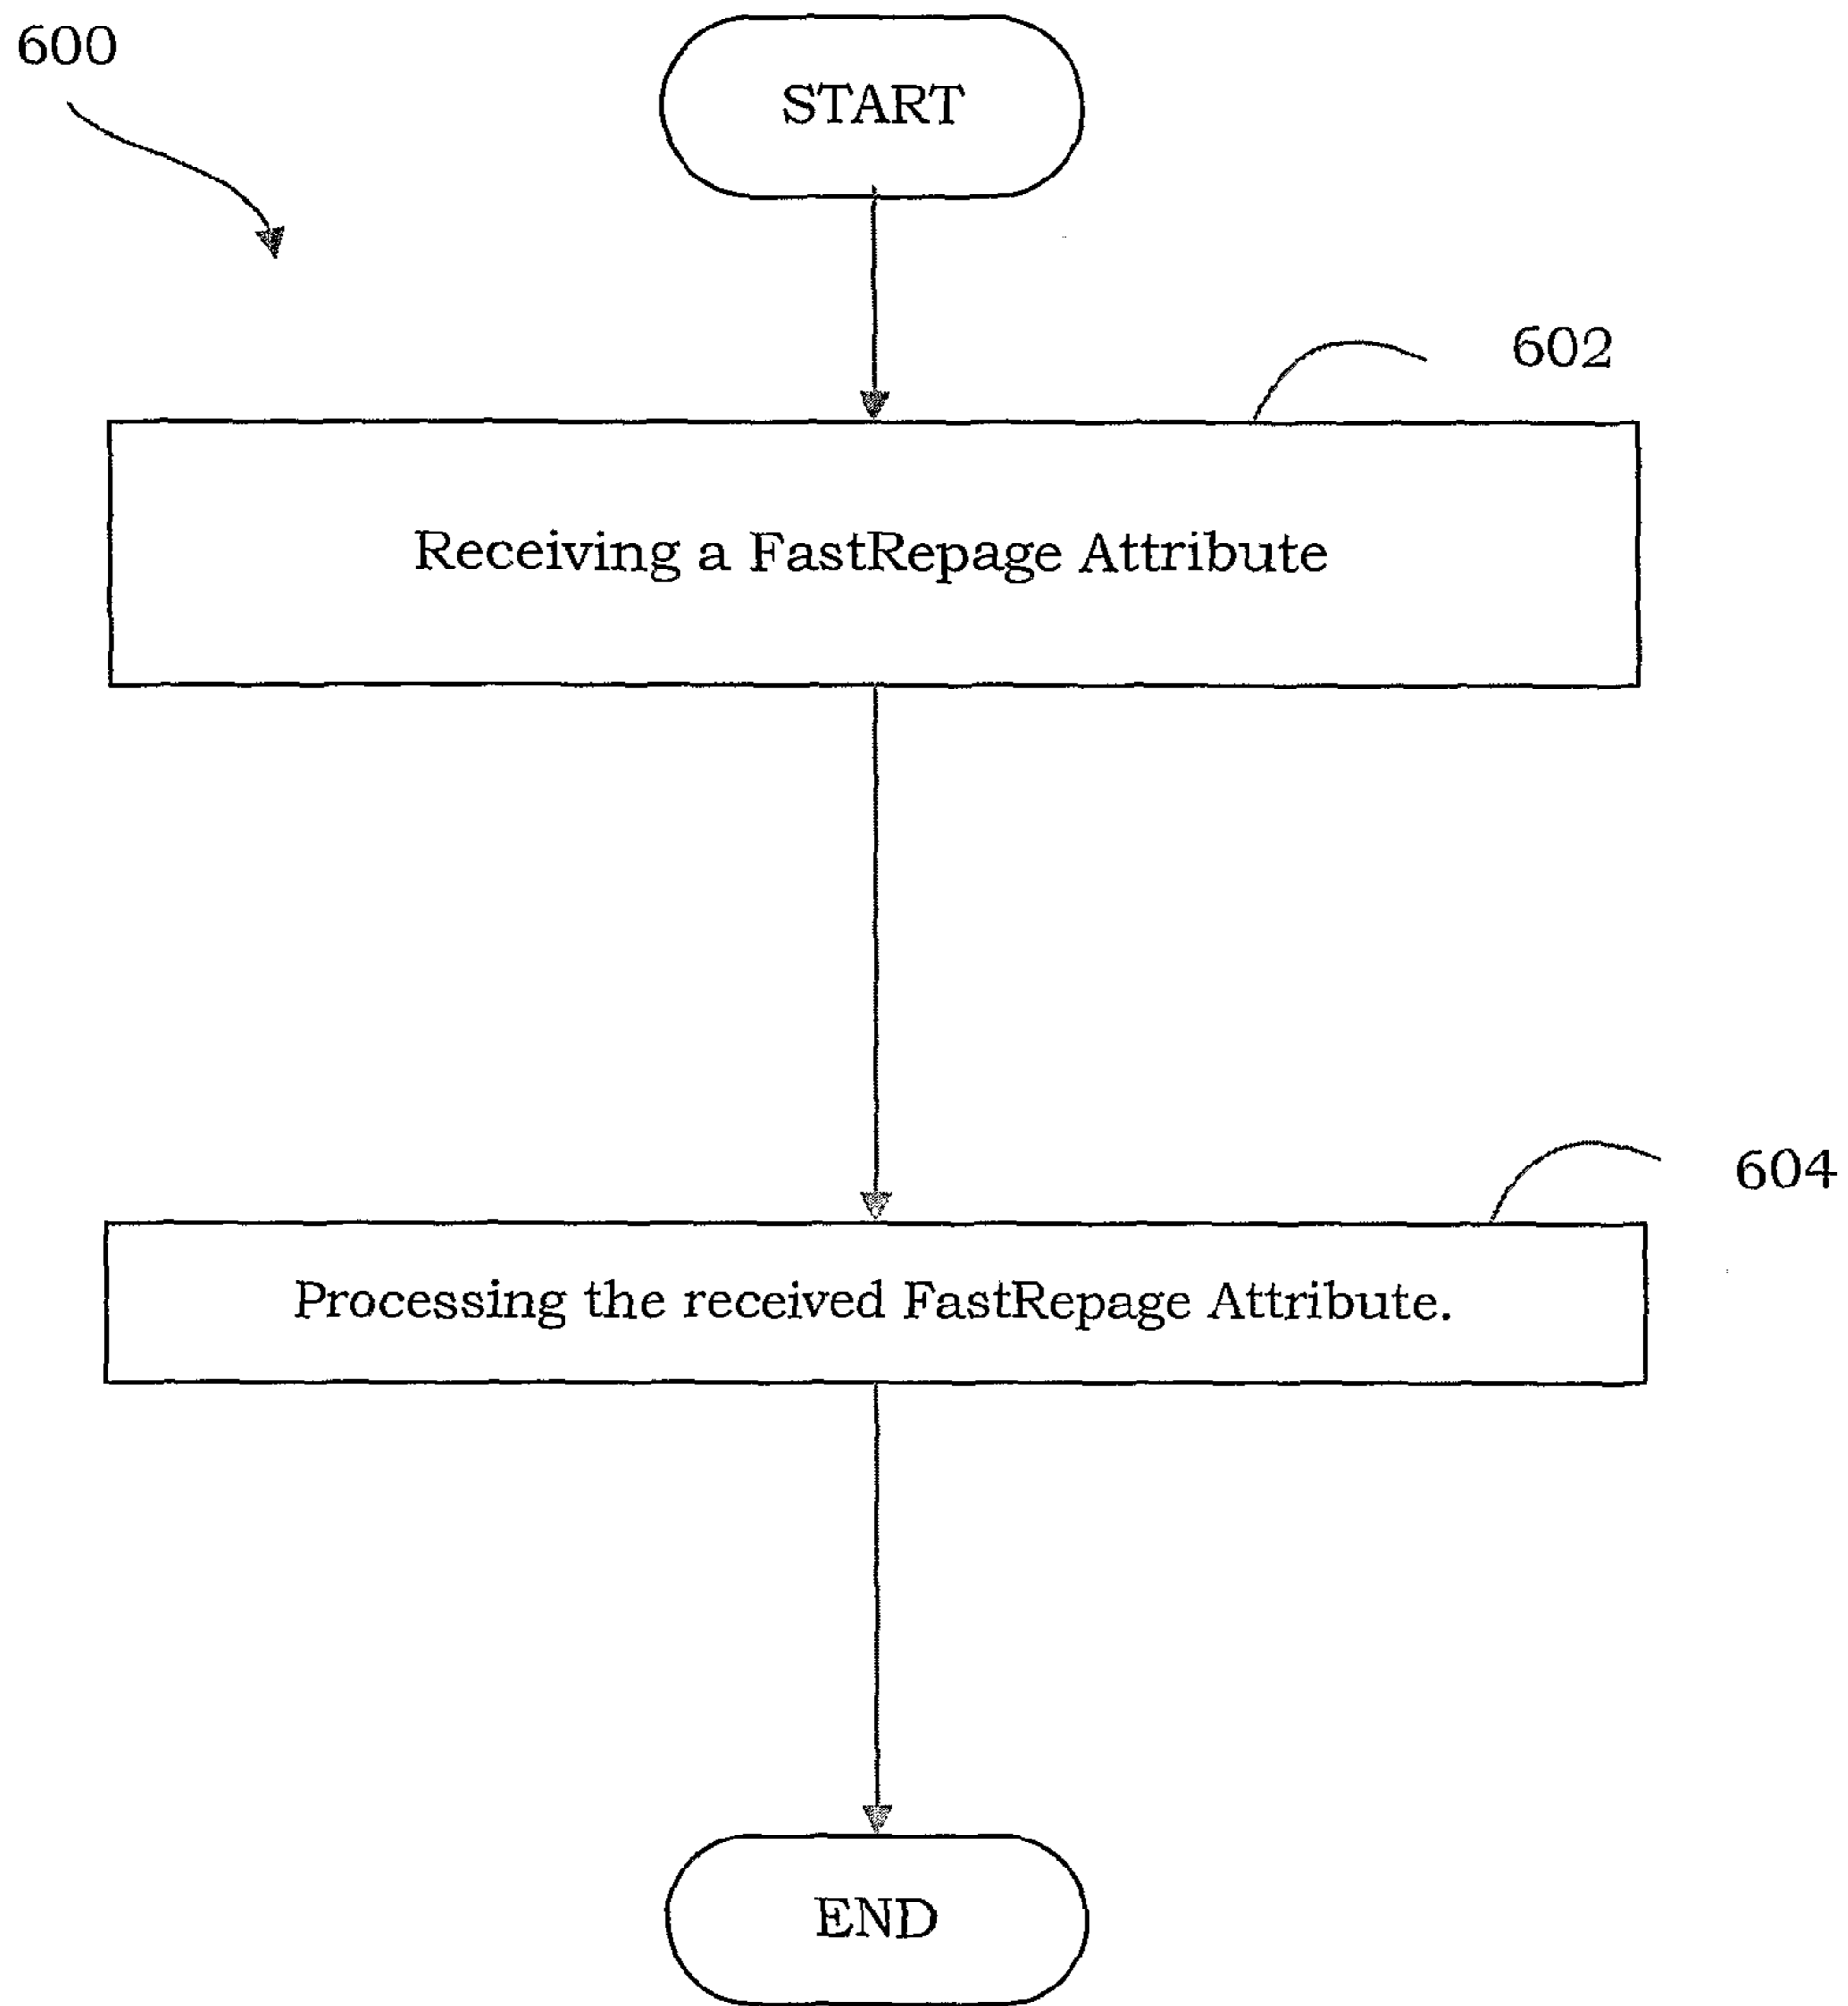 600
START
602
Receiving a FastRepage Attribute
604
Processing the received FastRepage Attribute.
END